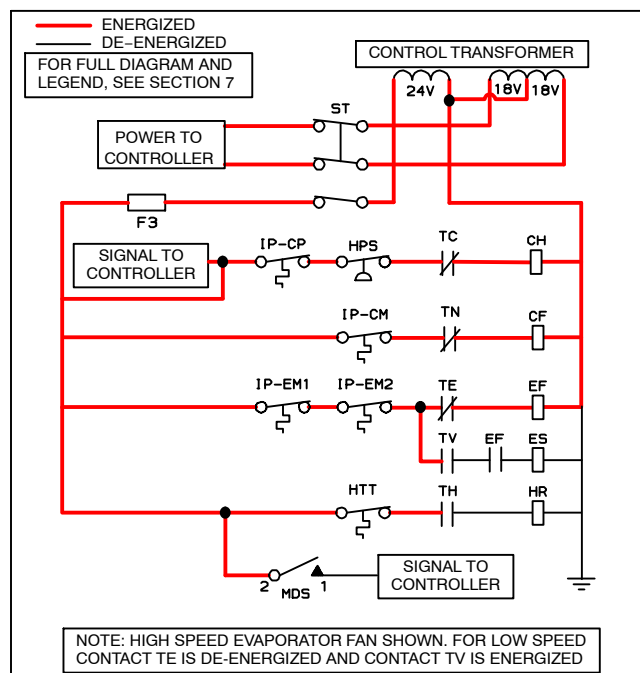 ENERGIZED
DE-ENERGIZED
FOR FULL DIAGRAM AND
LEGEND, SEE SECTION 7
CONTROL TRANSFORMER
24V
18V
18V
ST
POWER TO
CONTROLLER
F3
SIGNAL TO
CONTROLLER
IP-CP
HPS
TC
CH
IP-CM
TN
CF
IP-EM1
IP-EM2
TE
EF
TV
EF
ES
HTT
TH
HR
2
MDS
1
SIGNAL TO
CONTROLLER
NOTE: HIGH SPEED EVAPORATOR FAN SHOWN. FOR LOW SPEED
CONTACT TE IS DE-ENERGIZED AND CONTACT TV IS ENERGIZED